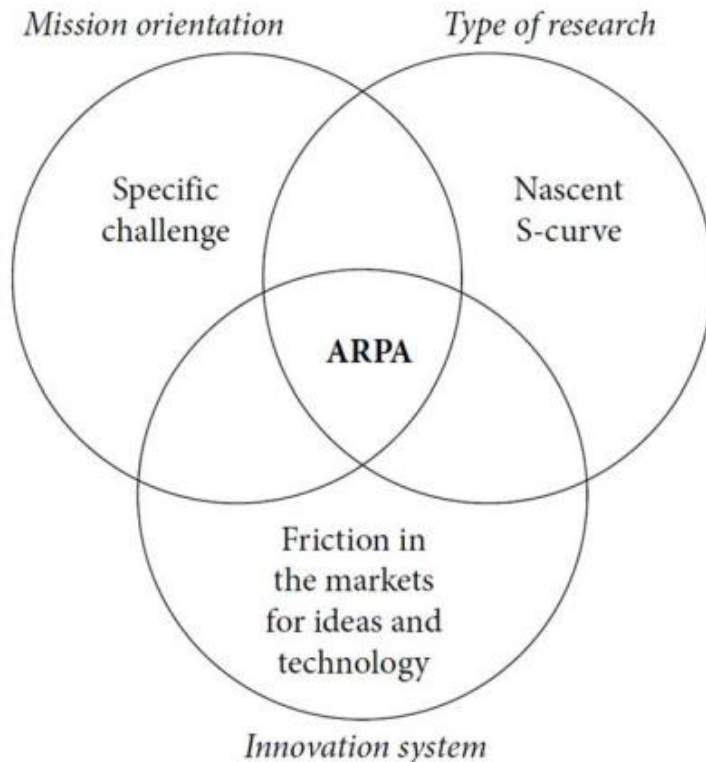 Mission orientation
Type of research
Specific
challenge
Nascent
S-curve
ARPA
Friction in
the markets
for ideas and
technology
Innovation system